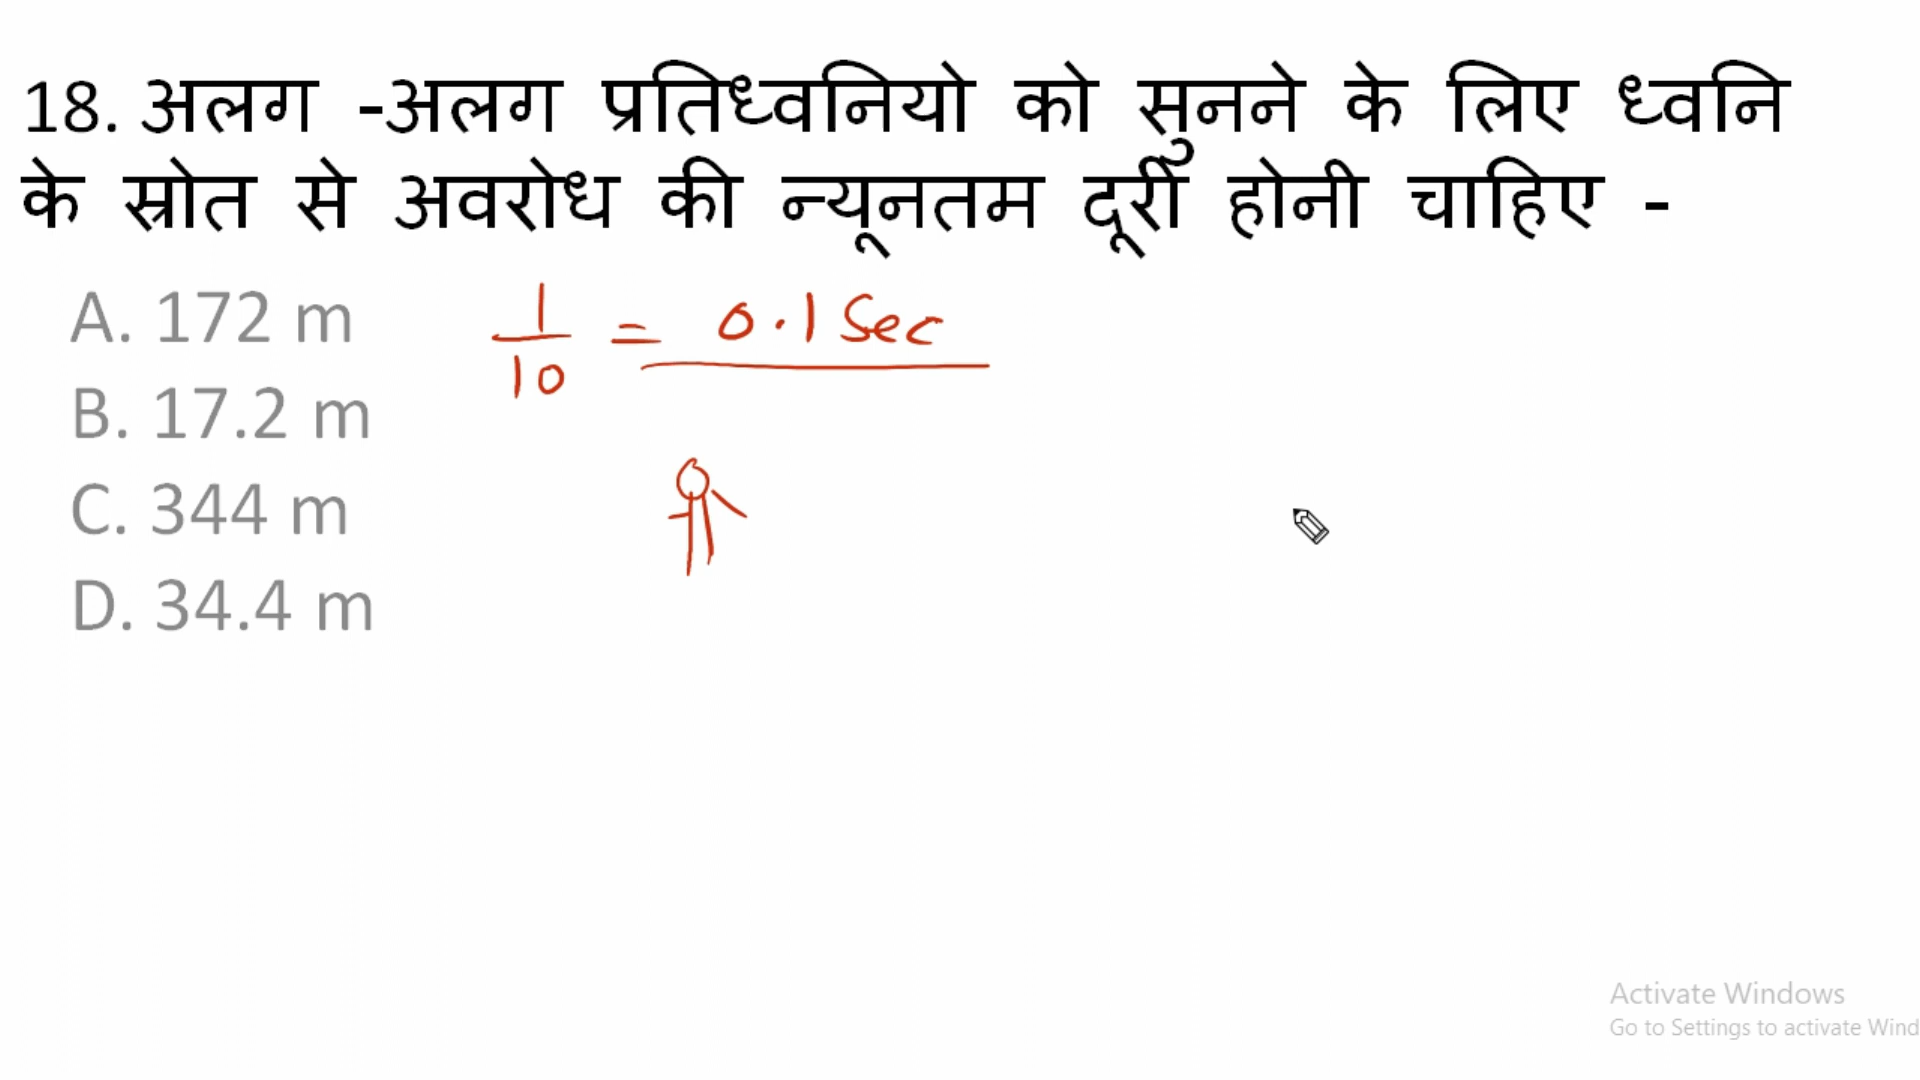 18. अलग -अलग प्रतिध्वनियो को सुनने के लिए ध्वनि
के स्रोत से अवरोध की न्यूनतम दूरी होनी चाहिए -
A. 172 m
B. 17.2 m
C. 344 m
D. 34.4 m
1/10 = 0.1 Sec
Activate Windows
Go to Settings to activate Wind